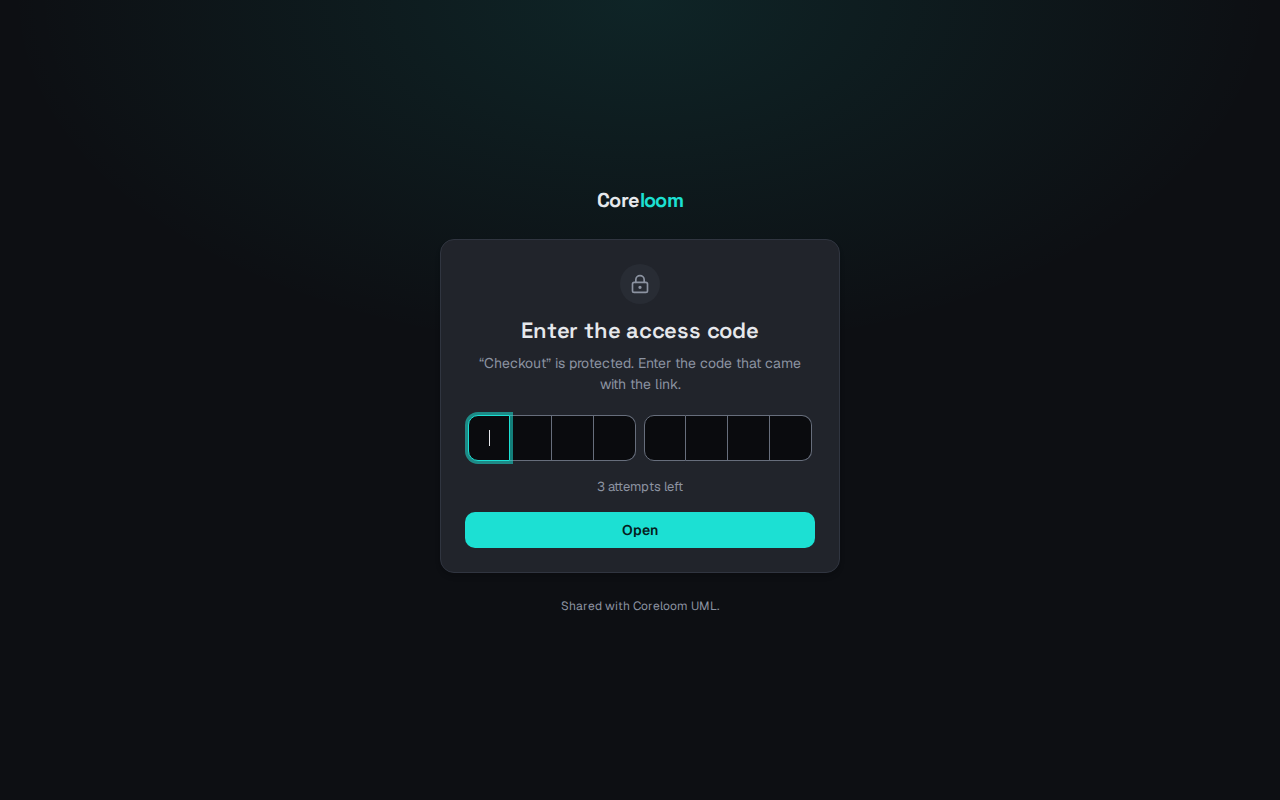 Coreloom
Enter the access code
“Checkout” is protected. Enter the code that came
with the link.
3 attempts left
Open
Shared with Coreloom UML.